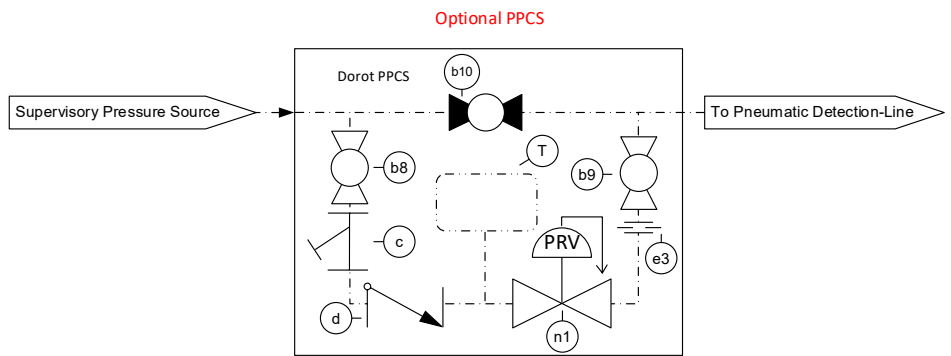 Optional PPCS
Dorot PPCS
b10
Supervisory Pressure Source
To Pneumatic Detection-Line
T
b8
b9
c
PRV
e3
d
n1